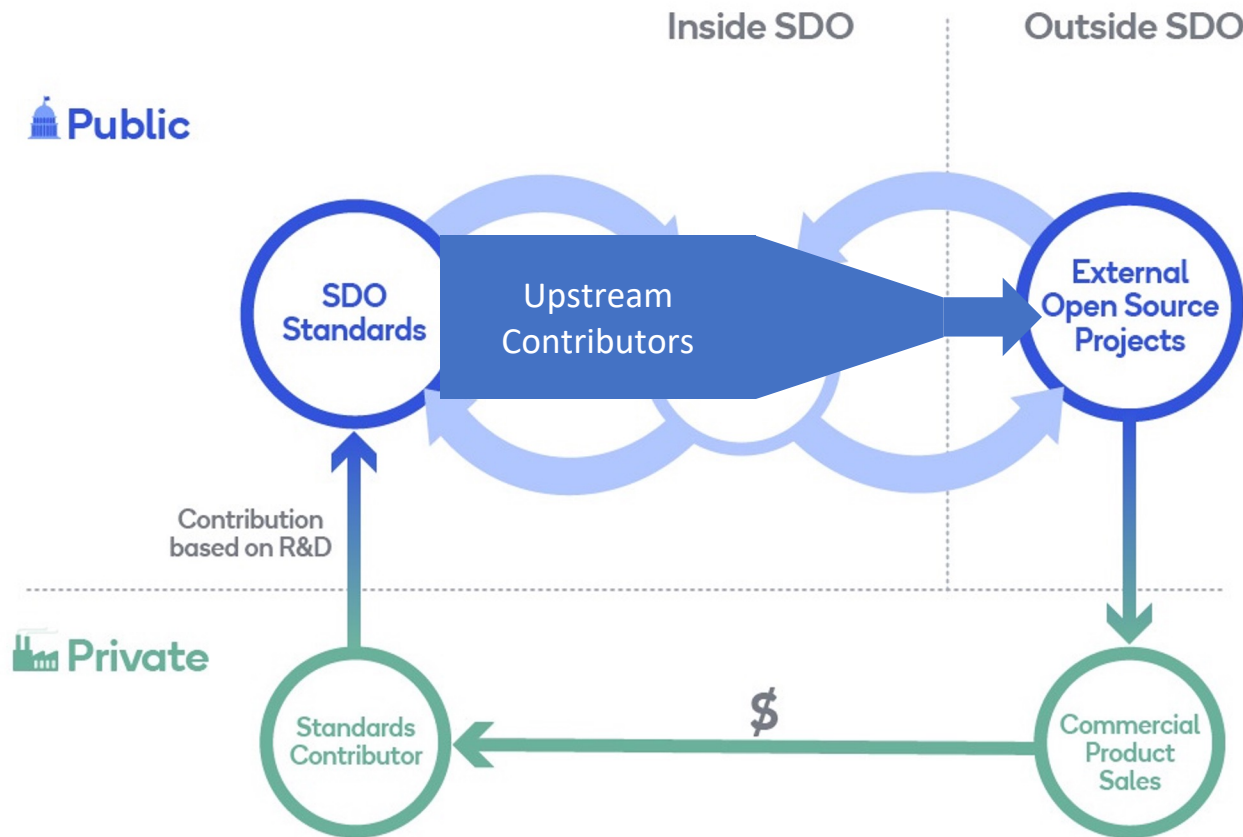 Inside SDO
Outside SDO
Public
SDO
Standards
Upstream
Contributors
External
Open Source
Projects
Contribution
based on R&D
Private
Standards
Contributor
$
Commercial
Product
Sales